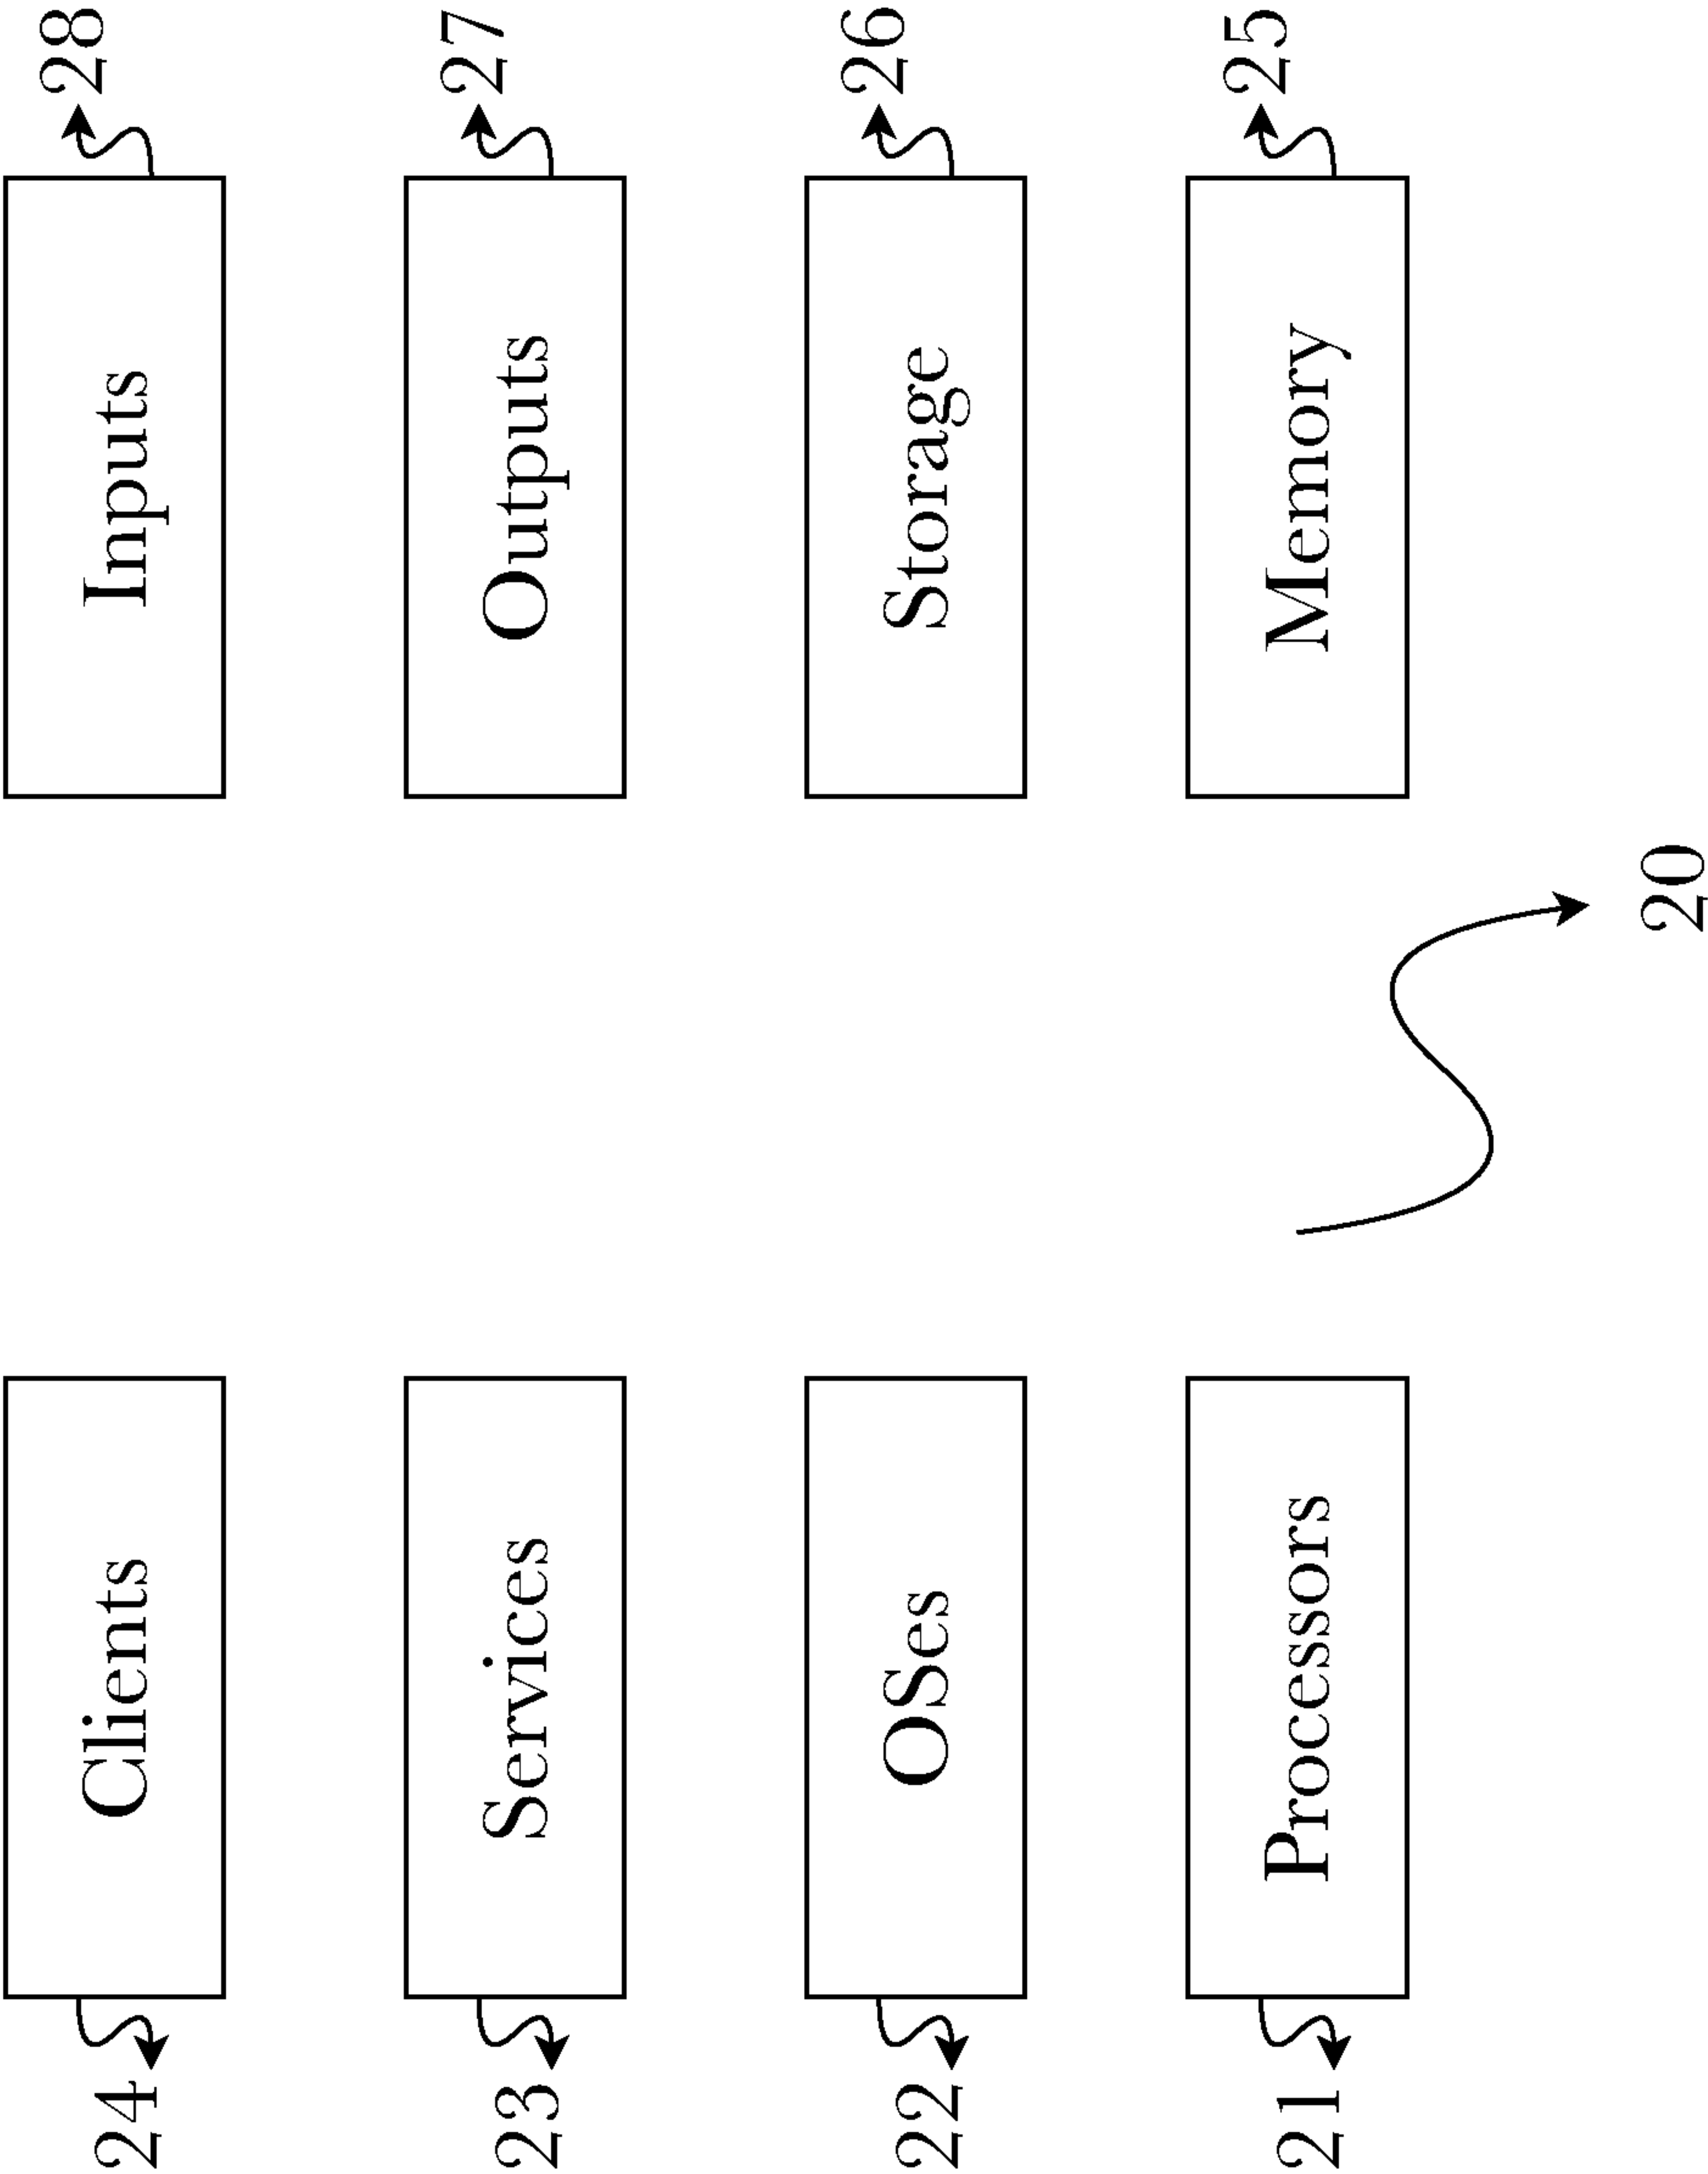 24 Clients Inputs 28
23 Services Outputs 27
22 OSes Storage 26
21 Processors Memory 25
20